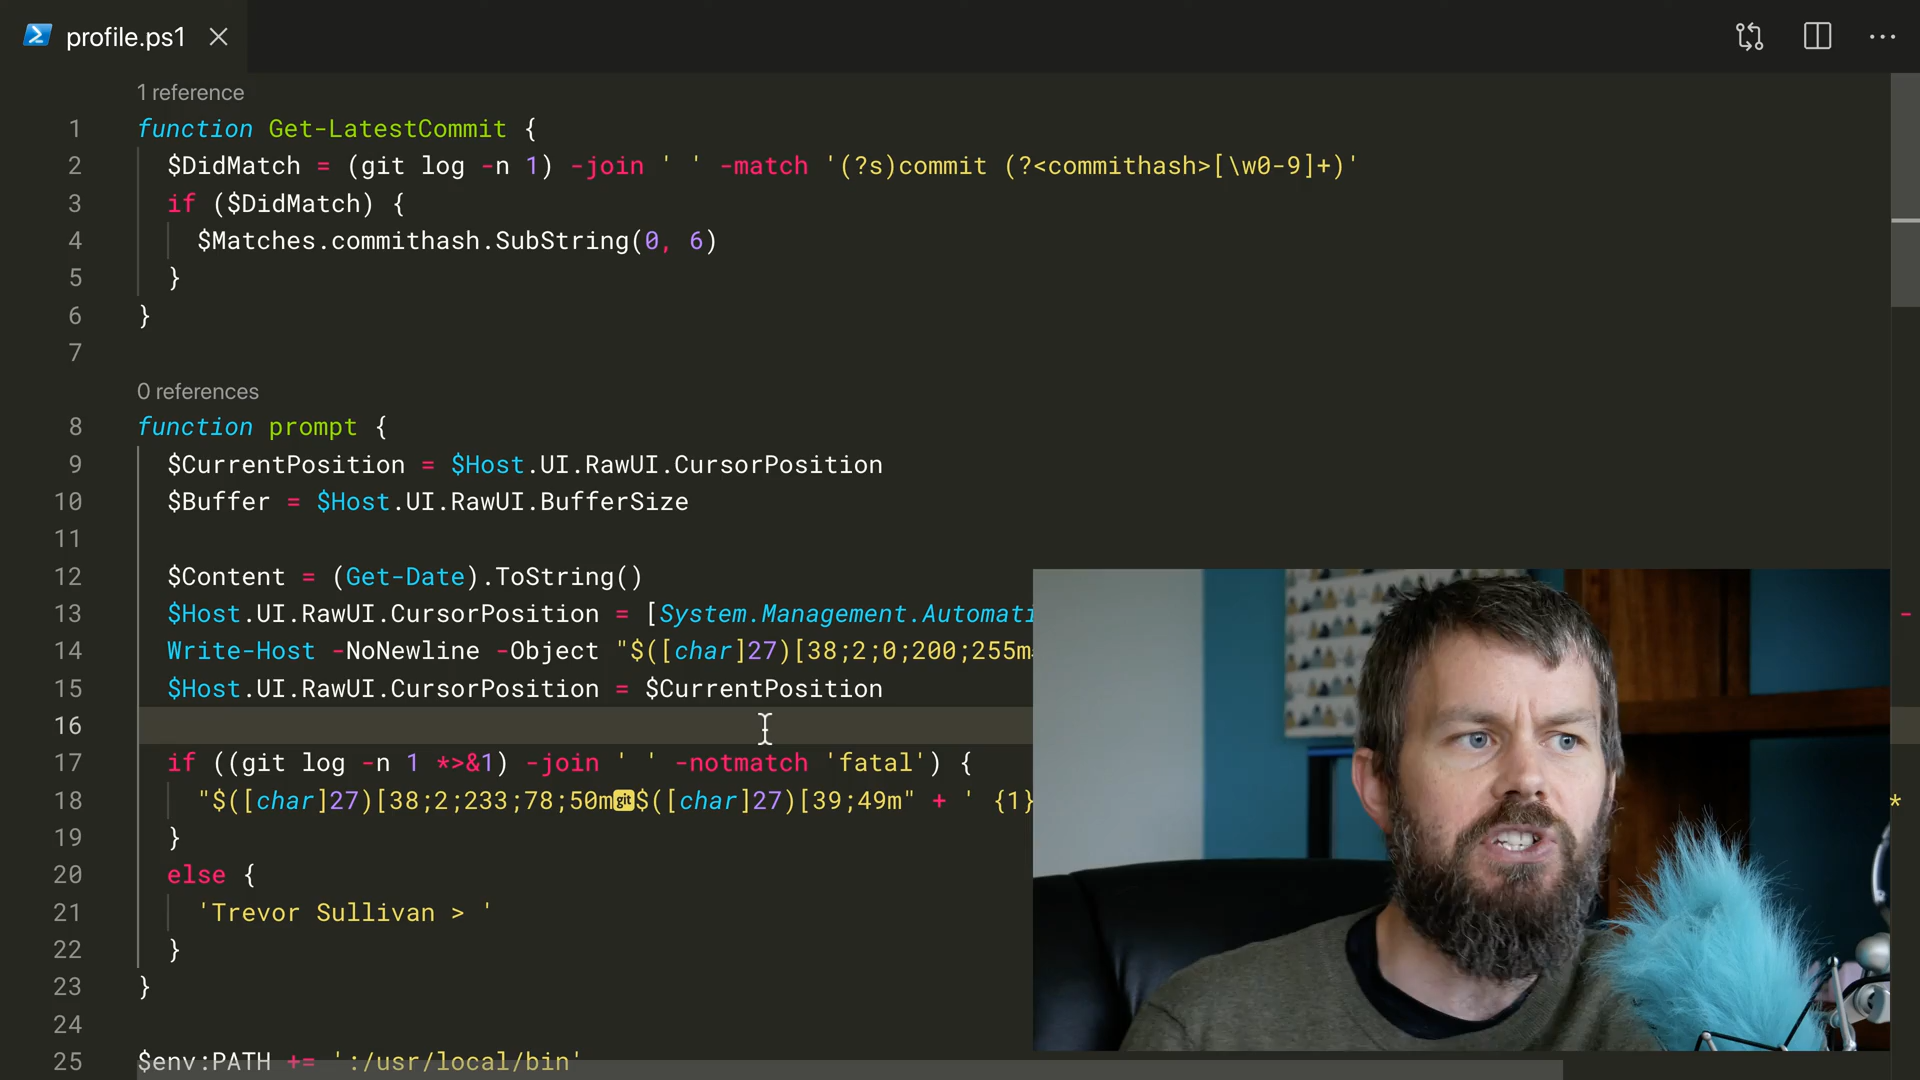 profile.ps1
1 reference
1 function Get-LatestCommit {
2 $DidMatch = (git log -n 1) -join ' ' -match '(?s)commit (?<commithash>[\w0-9]+)'
3 if ($DidMatch) {
4 $Matches.commithash.SubString(0, 6)
5 }
6 }
7
0 references
8 function prompt {
9 $CurrentPosition = $Host.UI.RawUI.CursorPosition
10 $Buffer = $Host.UI.RawUI.BufferSize
11
12 $Content = (Get-Date).ToString()
13 $Host.UI.RawUI.CursorPosition = [System.Management.Automati -
14 Write-Host -NoNewline -Object "$([char]27)[38;2;0;200;255m
15 $Host.UI.RawUI.CursorPosition = $CurrentPosition
16
17 if ((git log -n 1 *>&1) -join ' ' -notmatch 'fatal') {
18 "$([char]27)[38;2;233;78;50mgit$([char]27)[39;49m" + ' {1} *
19 }
20 else {
21 'Trevor Sullivan > '
22 }
23 }
24
25 $env:PATH += ':/usr/local/bin'